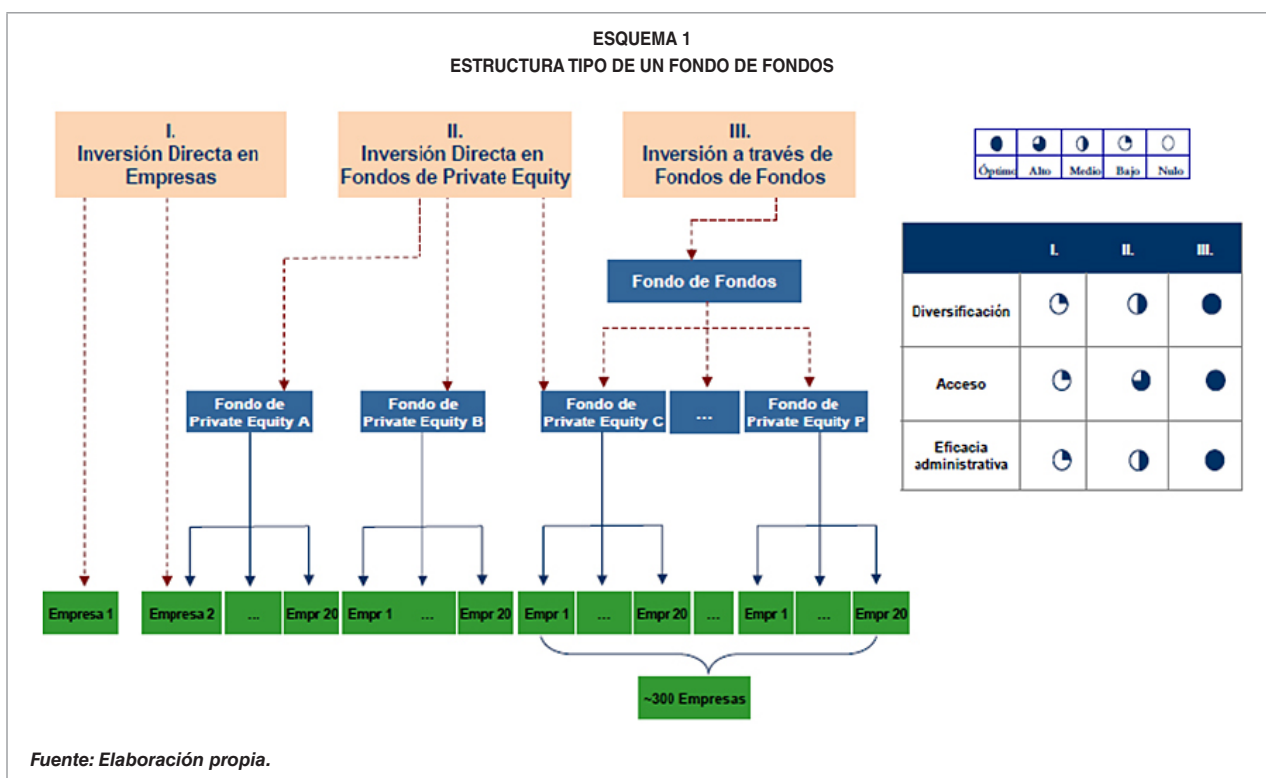 ESQUEMA 1
ESTRUCTURA TIPO DE UN FONDO DE FONDOS
I.
Inversión Directa en
Empresas
II.
Inversión Directa en
Fondos de Private Equity
III.
Inversión a través de
Fondos de Fondos
Óptimo Alto Medio Bajo Nulo
I. II. III.
Diversificación
Acceso
Eficacia
administrativa
Fondo de Fondos
Fondo de
Private Equity A
Fondo de
Private Equity B
Fondo de
Private Equity C
...
Fondo de
Private Equity P
Empresa 1
Empresa 2 ... Empr 20
Empr 1 ... Empr 20
Empr 1 ... Empr 20 ... Empr 1 ... Empr 20
~300 Empresas
Fuente: Elaboración propia.